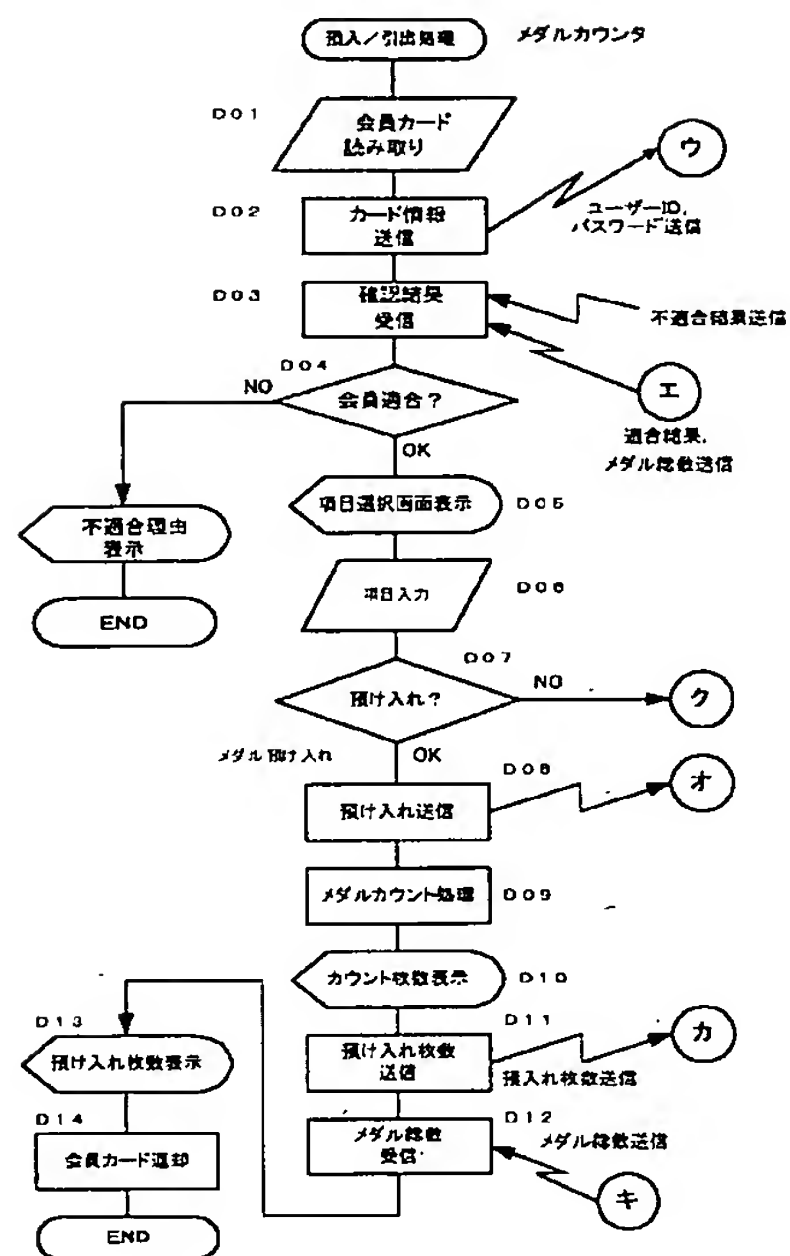 預入／引出処理
メダルカウンタ
D01
会員カード
読み取り
ウ
D02
カード情報
送信
ユーザーID,
パスワード送信
D03
確認結果
受信
不適合結果送信
D04
NO
会員適合？
エ
OK
適合結果,
メダル総数送信
項目選択画面表示
D05
不適合理由
表示
項目入力
D06
END
D07
預け入れ？
NO
ク
メダル預け入れ
OK
D08
預け入れ送信
オ
メダルカウント処理
D09
カウント枚数表示
D10
D11
D13
預け入れ枚数
送信
カ
預け入れ枚数表示
預入れ枚数送信
D12
D14
メダル総数
受信
メダル総数送信
会員カード返却
キ
END